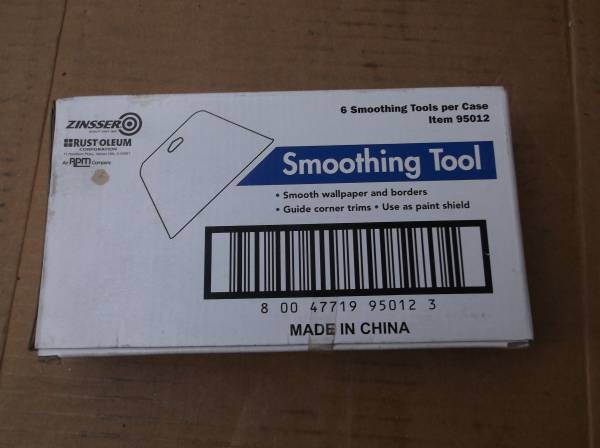 ZINSSER
RUST-OLEUM
CORPORATION
An RPM Company
6 Smoothing Tools per Case
Item 95012
Smoothing Tool
• Smooth wallpaper and borders
• Guide corner trims • Use as paint shield
8 00 47719 95012 3
MADE IN CHINA